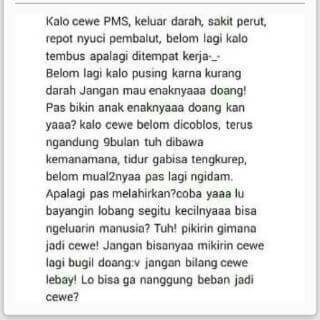 Kalo cewe PMS, keluar darah, sakit perut,
repot nyuci pembalut, belom lagi kalo
tembus apalagi ditempat kerja-_-
Belom lagi kalo pusing karna kurang
darah Jangan mau enaknyaaa doang!
Pas bikin anak enaknyaaa doang kan
yaaa? kalo cewe belom dicoblos, terus
ngandung 9bulan tuh dibawa
kemanamana, tidur gabisa tengkurep,
belom mual2nyaa pas lagi ngidam.
Apalagi pas melahirkan?coba yaaa lu
bayangin lobang segitu kecilnyaaa bisa
ngeluarin manusia? Tuh! pikirin gimana
jadi cewe! Jangan bisanyaa mikirin cewe
lagi bugil doang:v jangan bilang cewe
lebay! Lo bisa ga nanggung beban jadi
cewe?